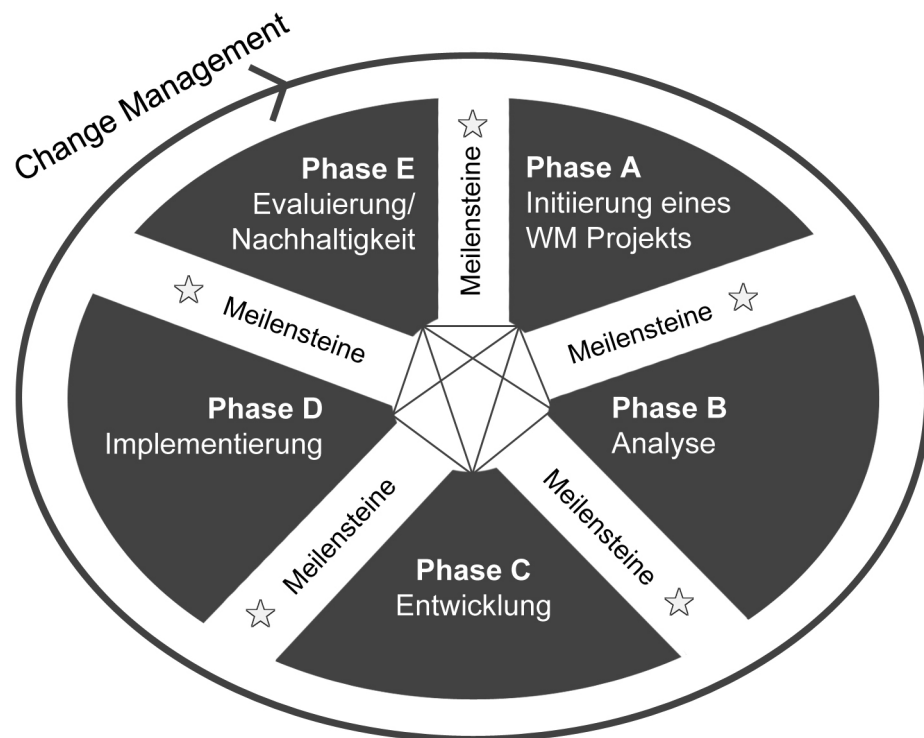 Change Management
Phase A
Initiierung eines
WM Projekts
Meilensteine
Phase B
Analyse
Meilensteine
Phase C
Entwicklung
Meilensteine
Phase D
Implementierung
Meilensteine
Phase E
Evaluierung/
Nachhaltigkeit
Meilensteine